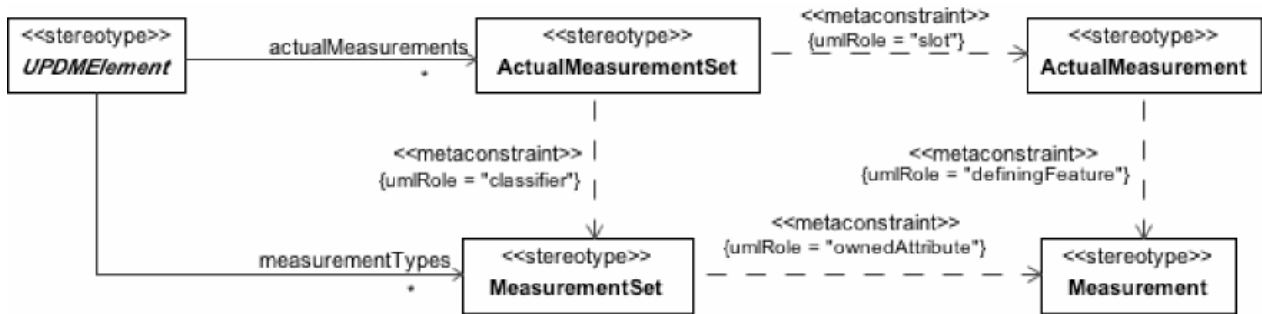 <<stereotype>>
UPDMElement
actualMeasurements
*
<<stereotype>>
ActualMeasurementSet
<<metaconstraint>>
{umlRole = "slot"}
<<stereotype>>
ActualMeasurement
<<metaconstraint>>
{umlRole = "classifier"}
<<metaconstraint>>
{umlRole = "definingFeature"}
measurementTypes
*
<<stereotype>>
MeasurementSet
<<metaconstraint>>
{umlRole = "ownedAttribute"}
<<stereotype>>
Measurement